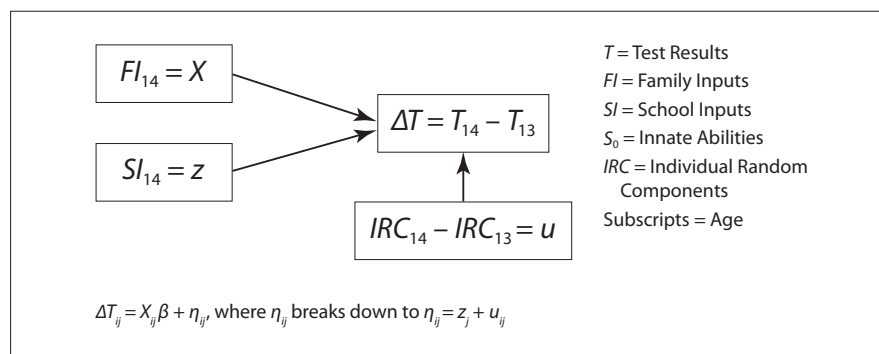 FI₁₄ = X
SI₁₄ = z
ΔT = T₁₄ – T₁₃
IRC₁₄ – IRC₁₃ = u
T = Test Results
FI = Family Inputs
SI = School Inputs
S₀ = Innate Abilities
IRC = Individual Random
Components
Subscripts = Age
ΔTᵢⱼ = Xᵢⱼβ + ηᵢⱼ, where ηᵢⱼ breaks down to ηᵢⱼ = zⱼ + uᵢⱼ